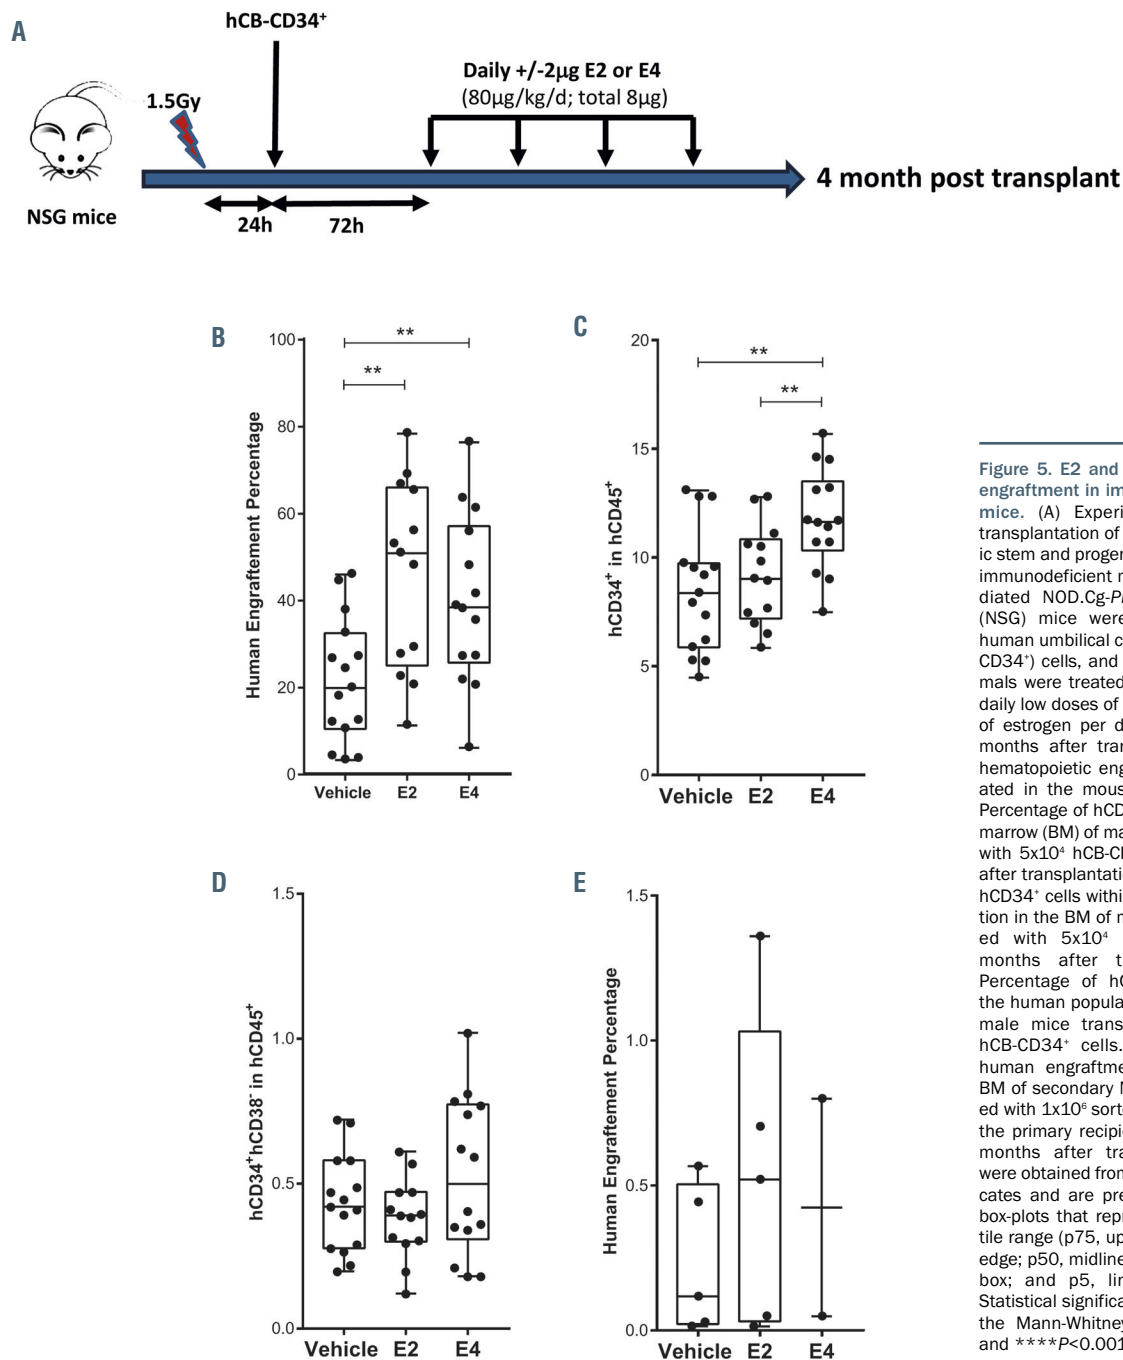 A
hCB-CD34⁺
Daily +/-2µg E2 or E4
(80µg/kg/d; total 8µg)
1.5Gy
4 month post transplant
NSG mice
24h
72h
B
Human Engraftement Percentage
100
80
60
40
20
0
**
**
Vehicle
E2
E4
C
hCD34⁺ in hCD45⁺
20
15
10
5
0
**
**
Vehicle
E2
E4
D
hCD34⁺hCD38⁻ in hCD45⁺
1.5
1.0
0.5
0.0
Vehicle
E2
E4
E
Human Engraftement Percentage
1.5
1.0
0.5
0.0
Vehicle
E2
E4
Figure 5. E2 and
engraftment in im
mice. (A) Experi
transplantation of
ic stem and proger
immunodeficient m
diated NOD.Cg-P
(NSG) mice were
human umbilical c
CD34⁺) cells, and
mals were treated
daily low doses of
of estrogen per d
months after tran
hematopoietic eng
ated in the mous
Percentage of hCD
marrow (BM) of ma
with 5x10⁴ hCB-C
after transplantatio
hCD34⁺ cells within
tion in the BM of m
ed with 5x10⁴
months after t
Percentage of hC
the human popula
male mice trans
hCB-CD34⁺ cells.
human engraftme
BM of secondary N
ed with 1x10⁶ sort
the primary recipi
months after tra
were obtained from
cates and are pre
box-plots that repr
tile range (p75, up
edge; p50, midline
box; and p5, lin
Statistical significa
the Mann-Whitney
and ****P<0.001